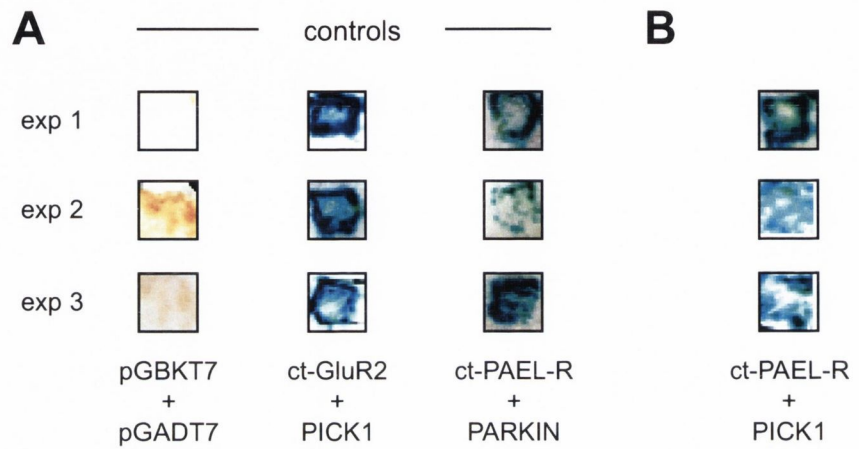 A controls B
exp 1
exp 2
exp 3
pGBKT7 ct-GluR2 ct-PAEL-R ct-PAEL-R
+ + + +
pGADT7 PICK1 PARKIN PICK1